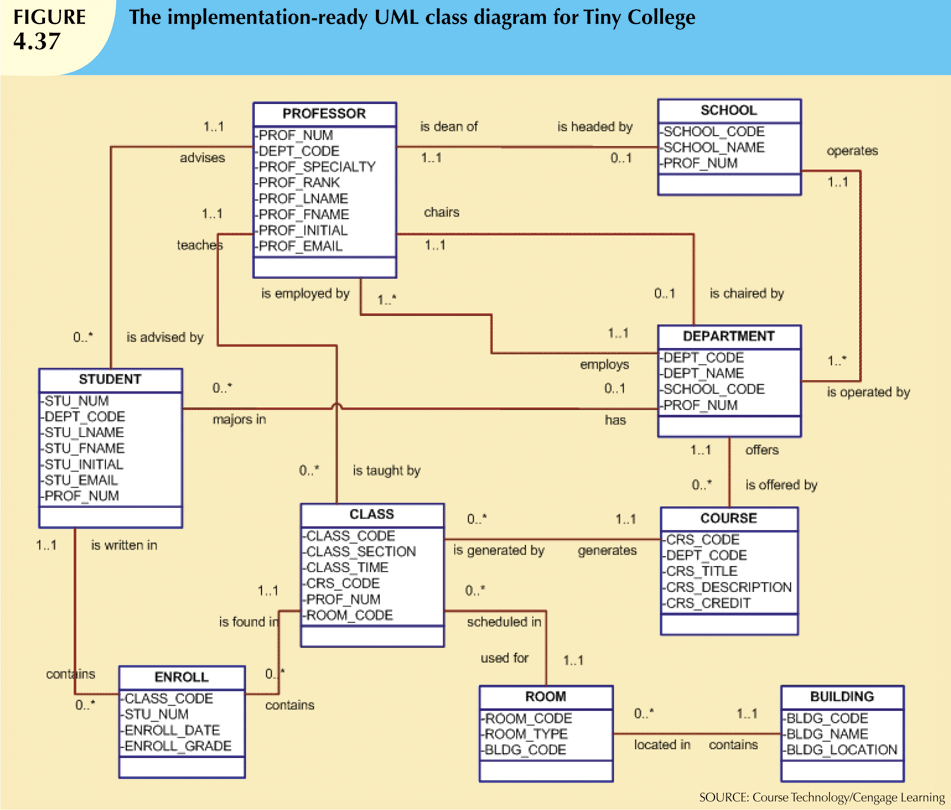 FIGURE
4.37
The implementation-ready UML class diagram for Tiny College
PROFESSOR
-PROF_NUM
-DEPT_CODE
-PROF_SPECIALTY
-PROF_RANK
-PROF_LNAME
-PROF_FNAME
-PROF_INITIAL
-PROF_EMAIL
1..1
advises
1..1
teaches
is dean of
1..1
is headed by
0..1
SCHOOL
-SCHOOL_CODE
-SCHOOL_NAME
-PROF_NUM
operates
1..1
chairs
1..1
is employed by
1..*
0..1
is chaired by
1..1
employs
DEPARTMENT
-DEPT_CODE
-DEPT_NAME
-SCHOOL_CODE
-PROF_NUM
1..*
is operated by
0..*
is advised by
STUDENT
-STU_NUM
-DEPT_CODE
-STU_LNAME
-STU_FNAME
-STU_INITIAL
-STU_EMAIL
-PROF_NUM
0..*
majors in
0..1
has
1..1
offers
0..*
is offered by
0..*
is taught by
CLASS
-CLASS_CODE
-CLASS_SECTION
-CLASS_TIME
-CRS_CODE
-PROF_NUM
-ROOM_CODE
0..*
is generated by
1..1
generates
COURSE
-CRS_CODE
-DEPT_CODE
-CRS_TITLE
-CRS_DESCRIPTION
-CRS_CREDIT
1..1
is written in
1..1
is found in
0..*
scheduled in
used for
1..1
contains
0..*
ENROLL
-CLASS_CODE
-STU_NUM
-ENROLL_DATE
-ENROLL_GRADE
0..*
contains
ROOM
-ROOM_CODE
-ROOM_TYPE
-BLDG_CODE
0..*
located in
1..1
contains
BUILDING
-BLDG_CODE
-BLDG_NAME
-BLDG_LOCATION
SOURCE: Course Technology/Cengage Learning